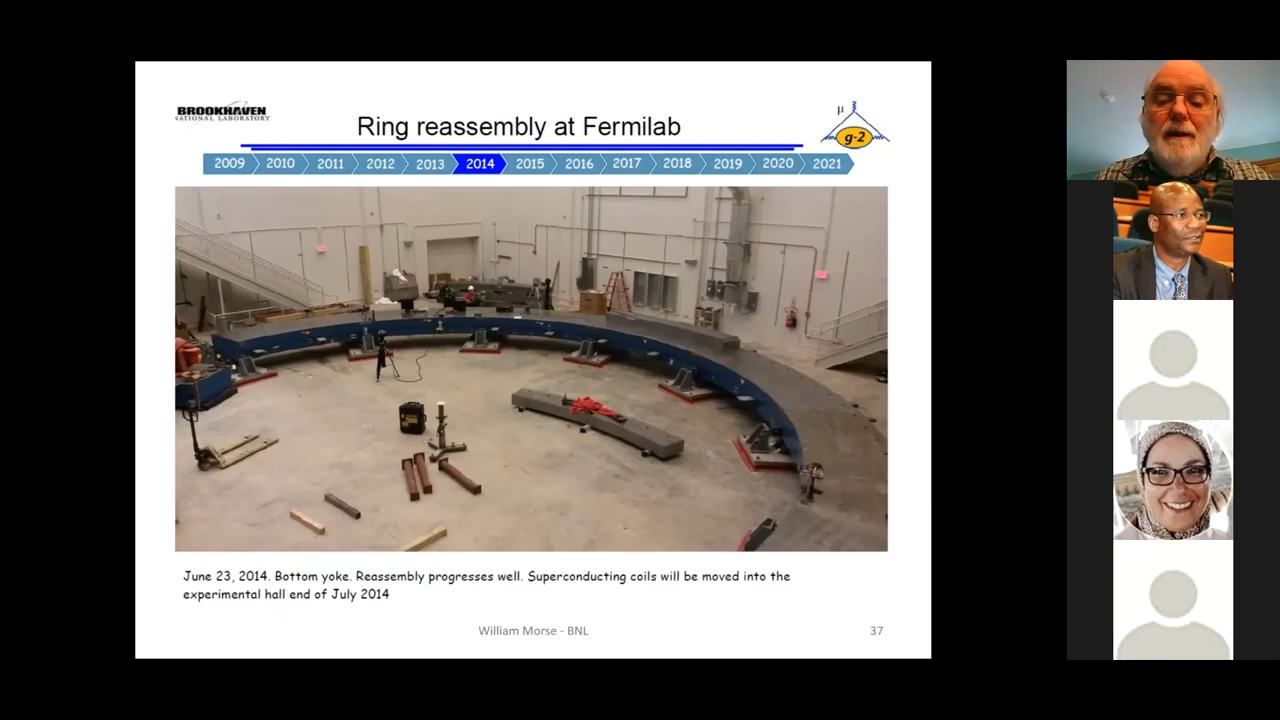 BROOKHAVEN
NATIONAL LABORATORY
Ring reassembly at Fermilab
µ
g-2
2009 2010 2011 2012 2013 2014 2015 2016 2017 2018 2019 2020 2021
June 23, 2014. Bottom yoke. Reassembly progresses well. Superconducting coils will be moved into the
experimental hall end of July 2014
William Morse - BNL
37